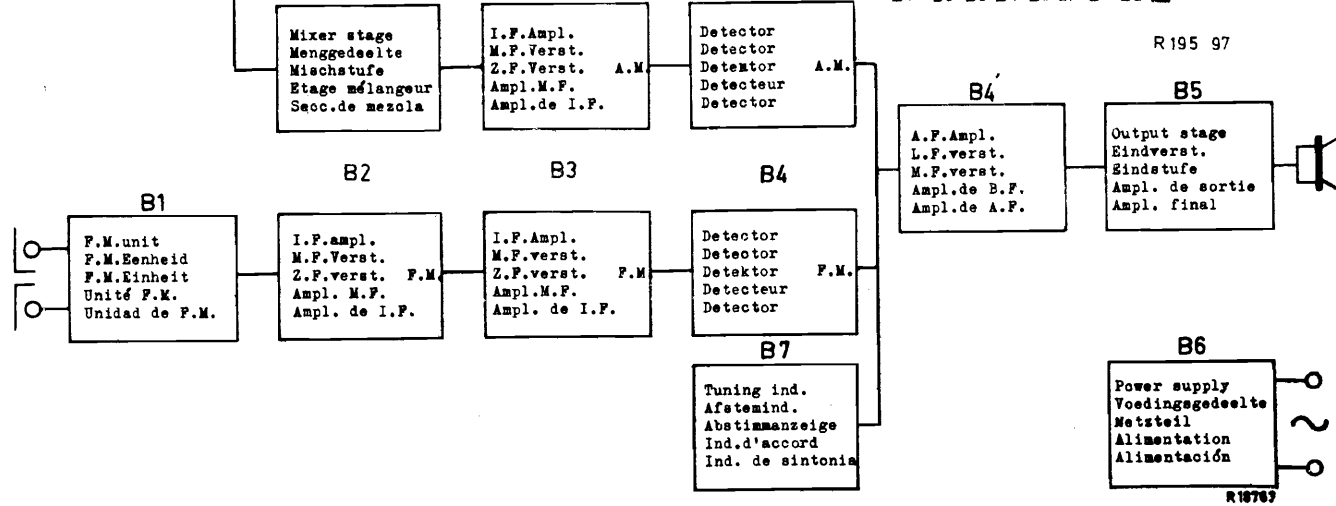 R 195 97
Mixer stage
Menggedeelte
Mischstufe
Etage mélangeur
Secc.de mezcla
I.F.Ampl.
M.F.Verst.
Z.F.Verst. A.M.
Ampl.M.F.
Ampl.de I.F.
Detector
Detector
Detektor A.M.
Detecteur
Detector
B4
A.F.Ampl.
L.F.verst.
M.F.verst.
Ampl.de B.F.
Ampl.de A.F.
B5
Output stage
Eindverst.
Eindstufe
Ampl. de sortie
Ampl. final
B1
F.M.unit
F.M.Eenheid
F.M.Einheit
Unité F.M.
Unidad de F.M.
B2
I.F.ampl.
M.F.Verst.
Z.F.verst. F.M.
Ampl. M.F.
Ampl. de I.F.
B3
I.F.Ampl.
M.F.verst.
Z.F.verst. F.M
Ampl.M.F.
Ampl. de I.F.
B4
Detector
Detector
Detektor F.M.
Detecteur
Detector
B7
Tuning ind.
Afstemind.
Abstimmanzeige
Ind.d'accord
Ind. de sintonia
B6
Power supply
Voedingsgedeelte
Netzteil
Alimentation
Alimentación
R18763